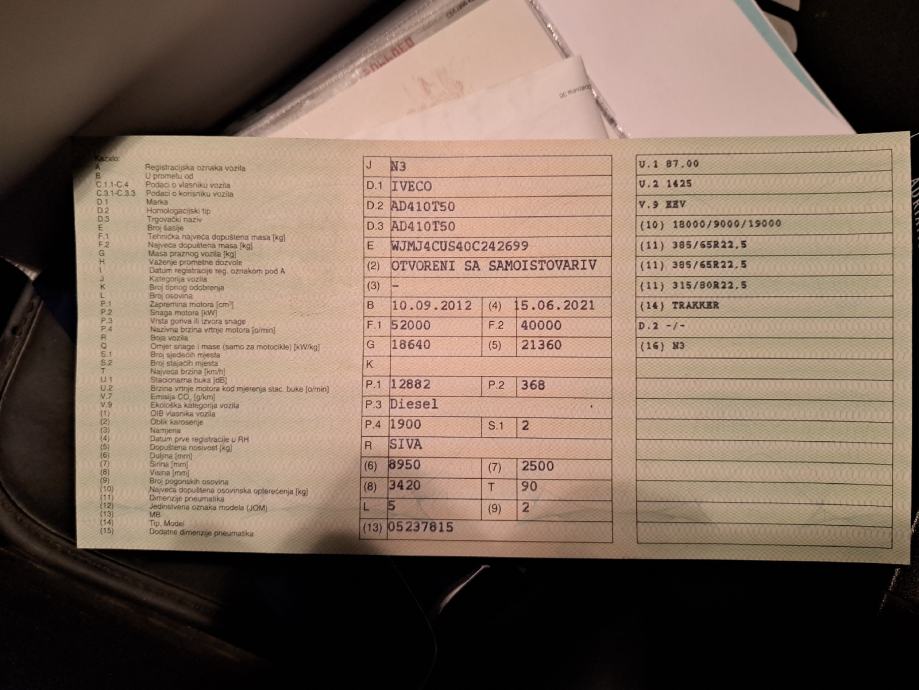 Kazalo:
A Registracijska oznaka vozila
B U prometu od
C.1.1-C.4 Podaci o vlasniku vozila
C.3.1-C.3.3 Podaci o korisniku vozila
D.1 Marka
D.2 Homologacijski tip
D.3 Trgovački naziv
E Broj šasije
F.1 Tehnička najveća dopuštena masa [kg]
F.2 Najveća dopuštena masa [kg]
G Masa praznog vozila [kg]
H Važenje prometne dozvole
I Datum registracije reg. oznakom pod A
J Kategorija vozila
K Broj tipnog odobrenja
L Broj osovina
P.1 Zapremina motora [cm³]
P.2 Snaga motora [kW]
P.3 Vrsta goriva ili izvora snage
P.4 Nazivna brzina vrtnje motora [o/min]
R Boja vozila
Q Omjer snage i mase (samo za motocikle) [kW/kg]
S.1 Broj sjedećih mjesta
S.2 Broj stajaćih mjesta
T Najveća brzina [km/h]
U.1 Stacionarna buka [dB]
U.2 Brzina vrtnje motora kod mjerenja stac. buke [o/min]
V.7 Emisija CO₂ [g/km]
V.9 Ekološka kategorija vozila
(1) OIB vlasnika vozila
(2) Oblik karoserije
(3) Namjena
(4) Datum prve registracije u RH
(5) Dopuštena nosivost [kg]
(6) Duljina [mm]
(7) Širina [mm]
(8) Visina [mm]
(9) Broj pogonskih osovina
(10) Najveća dopuštena osovinska opterećenja [kg]
(11) Dimenzije pneumatika
(12) Jedinstvena oznaka modela (JOM)
(13) MB
(14) Tip, Model
(15) Dodatne dimenzije pneumatika
J N3
D.1 IVECO
D.2 AD410T50
D.3 AD410T50
E WJMJ4CUS40C242699
(2) OTVORENI SA SAMOISTOVARIV
(3) -
B 10.09.2012 (4) 15.06.2021
F.1 52000 F.2 40000
G 18640 (5) 21360
K
P.1 12882 P.2 368
P.3 Diesel
P.4 1900 S.1 2
R SIVA
(6) 8950 (7) 2500
(8) 3420 T 90
L 5 (9) 2
(13) 05237815
U.1 87.00
U.2 1425
V.9 EEV
(10) 18000/9000/19000
(11) 385/65R22,5
(11) 385/65R22.5
(11) 315/80R22.5
(14) TRAKKER
D.2 -/-
(16) N3